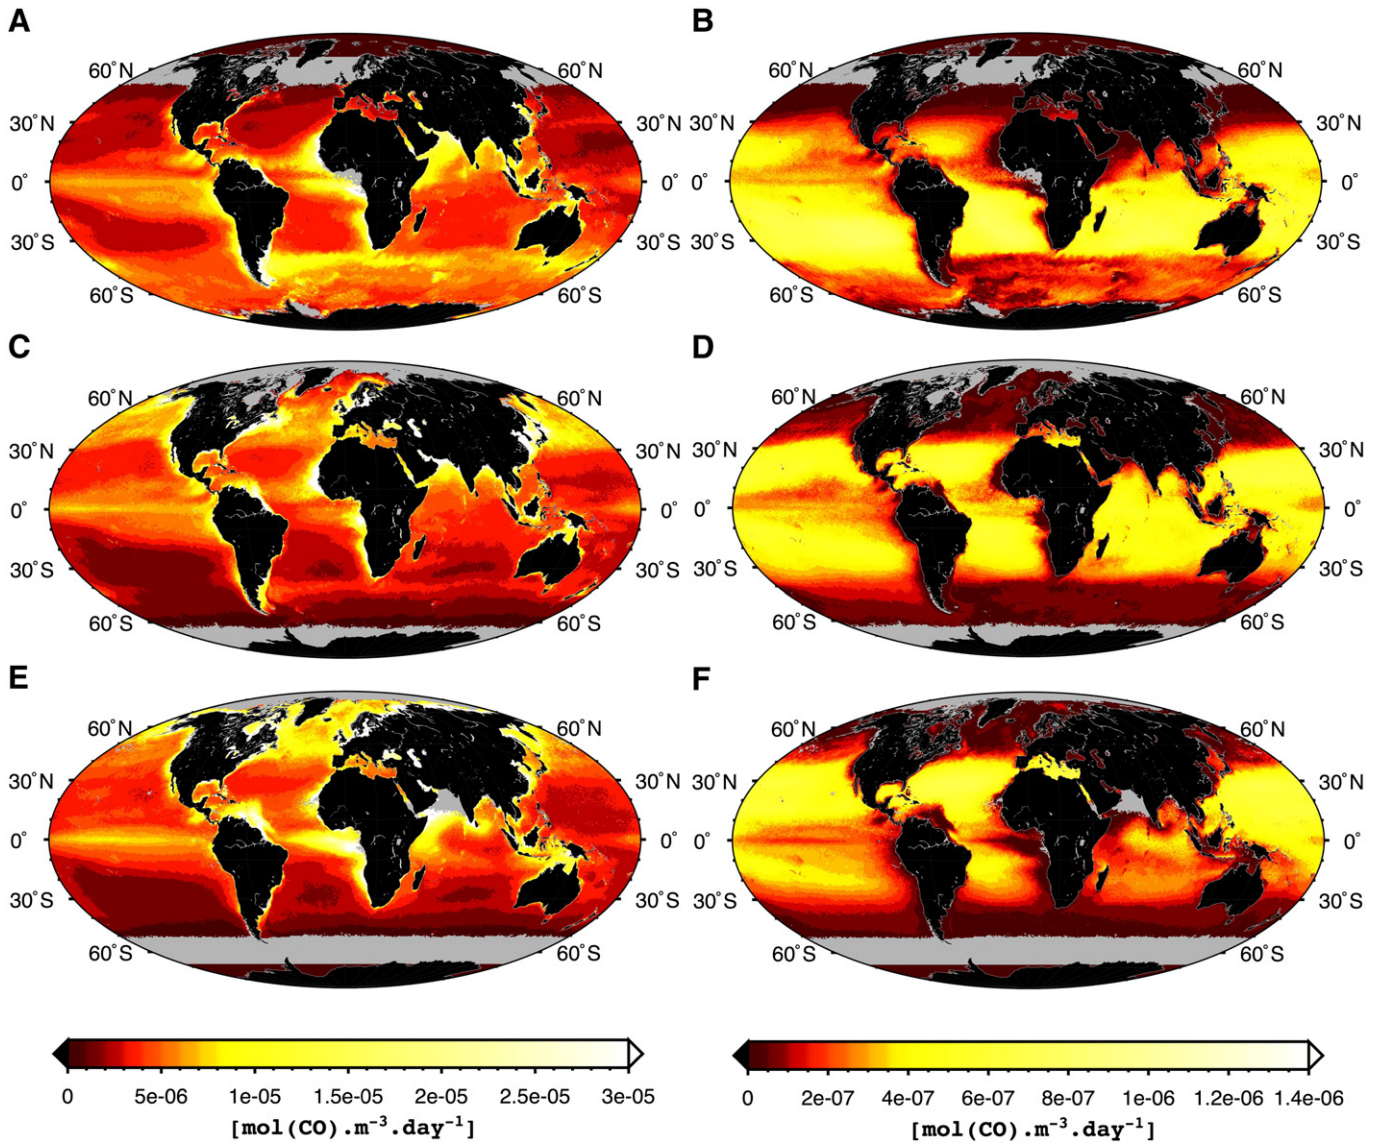 A
B
60°N 60°N 60°N 60°N
30°N 30°N 30°N 30°N
0° 0° 0° 0°
30°S 30°S 30°S 30°S
60°S 60°S 60°S 60°S
C
D
60°N 60°N 60°N 60°N
30°N 30°N 30°N 30°N
0° 0° 0° 0°
30°S 30°S 30°S 30°S
60°S 60°S 60°S 60°S
E
F
60°N 60°N 60°N 60°N
30°N 30°N 30°N 30°N
0° 0° 0° 0°
30°S 30°S 30°S 30°S
60°S 60°S 60°S 60°S
0 5e-06 1e-05 1.5e-05 2e-05 2.5e-05 3e-05
[mol(CO).m⁻³.day⁻¹]
0 2e-07 4e-07 6e-07 8e-07 1e-06 1.2e-06 1.4e-06
[mol(CO).m⁻³.day⁻¹]